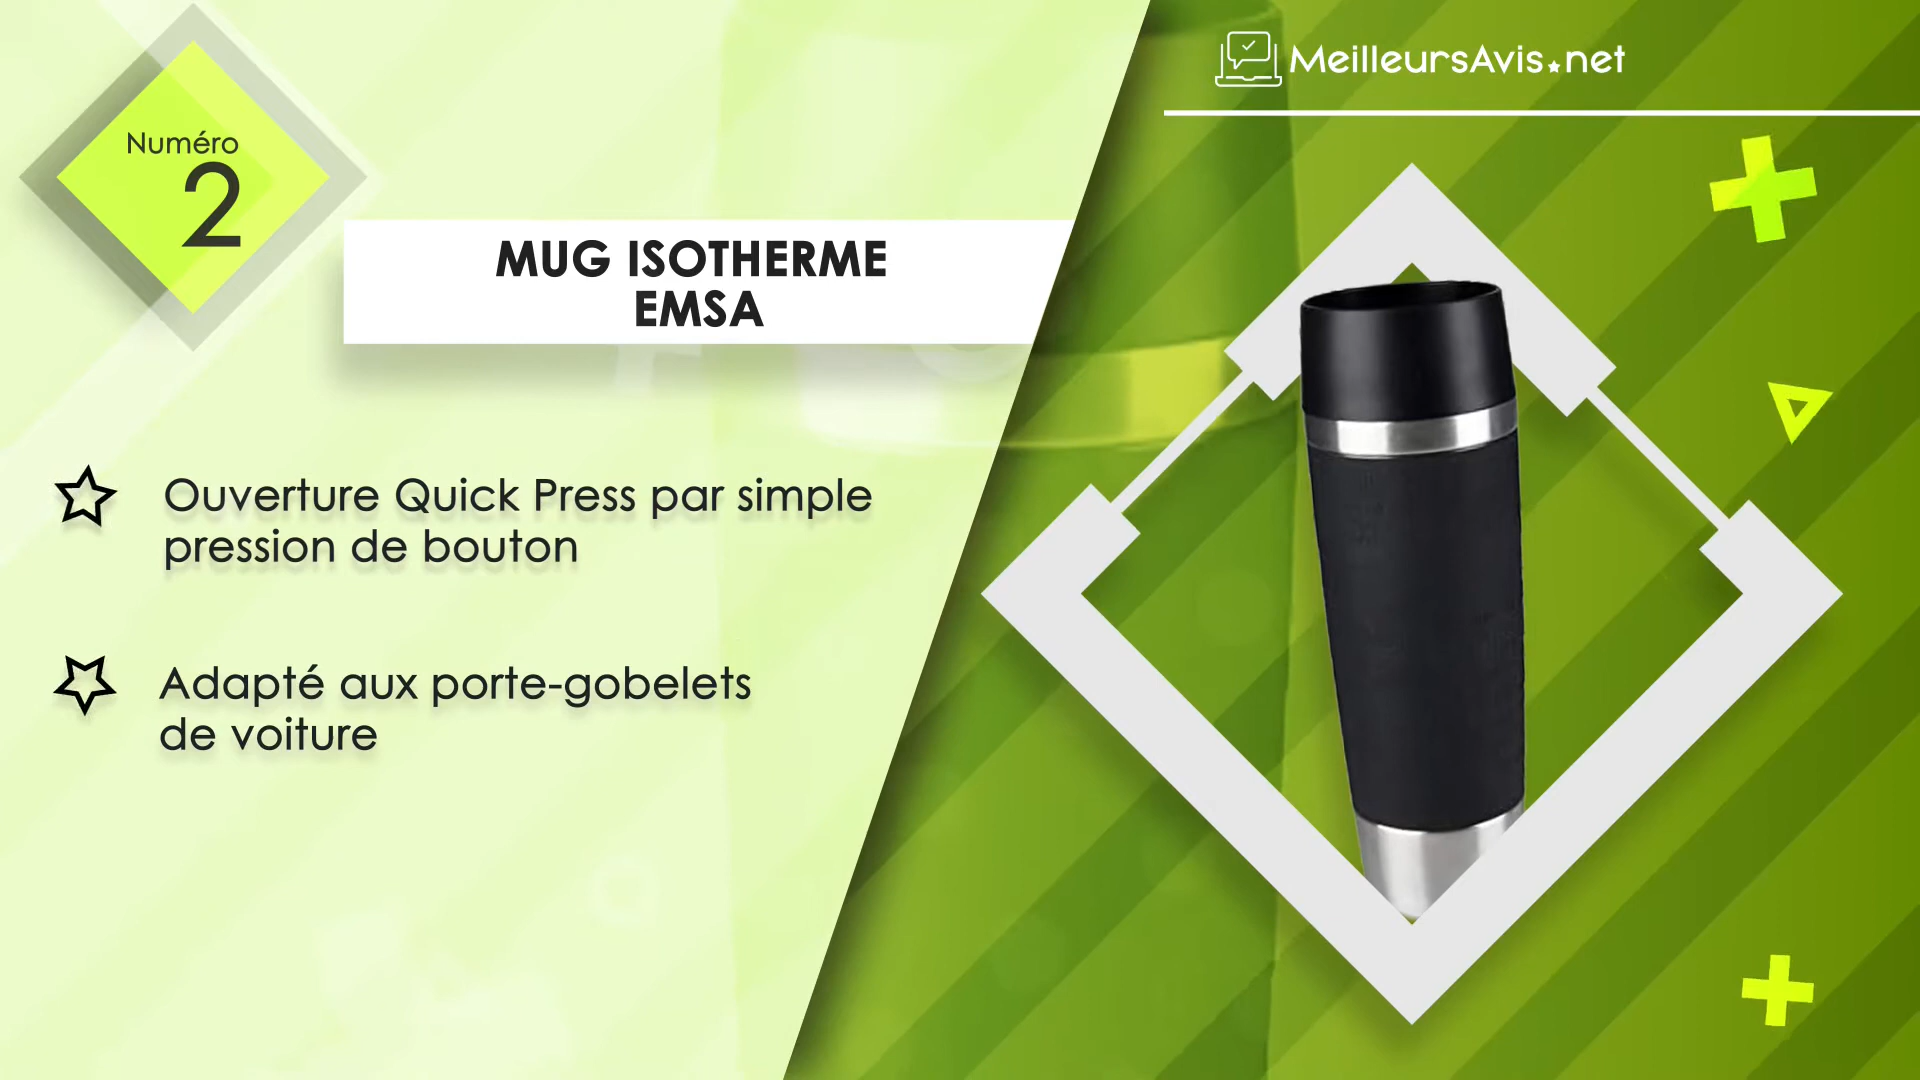 Numéro
2
MeilleursAvis.net
MUG ISOTHERME
EMSA
Ouverture Quick Press par simple
pression de bouton
Adapté aux porte-gobelets
de voiture